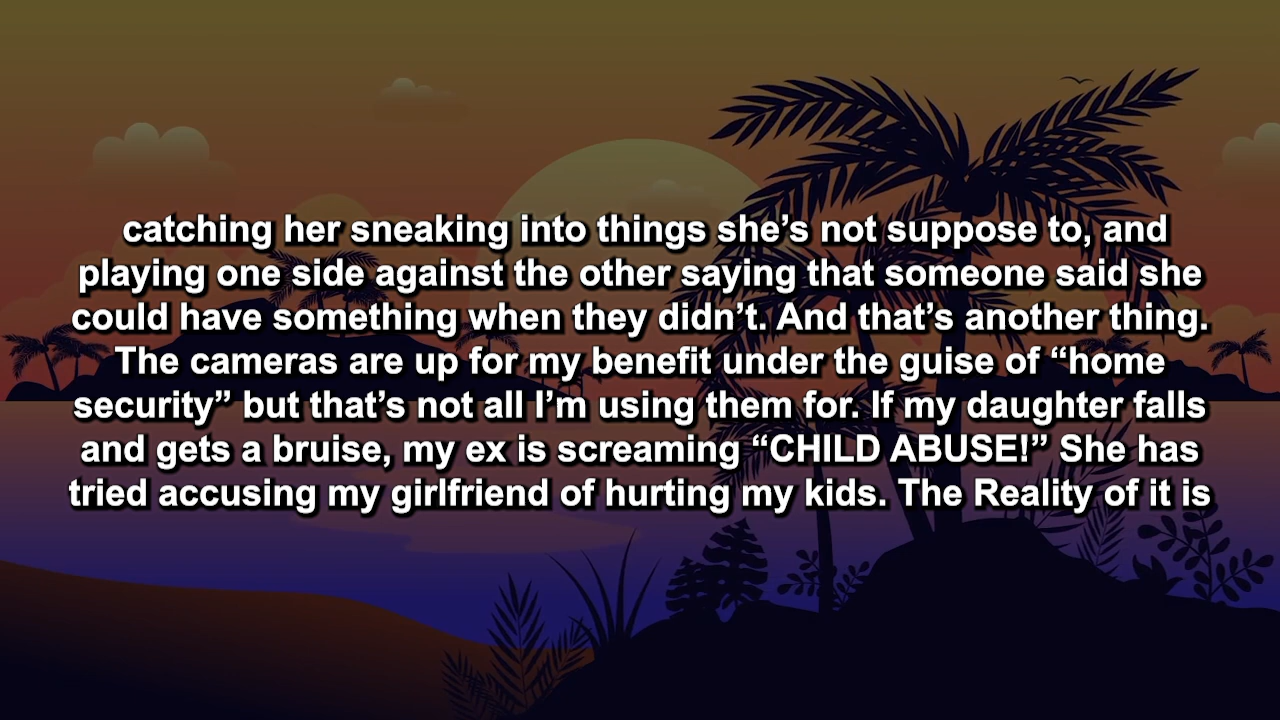 catching her sneaking into things she’s not suppose to, and
playing one side against the other saying that someone said she
could have something when they didn’t. And that’s another thing.
The cameras are up for my benefit under the guise of “home
security” but that’s not all I’m using them for. If my daughter falls
and gets a bruise, my ex is screaming “CHILD ABUSE!” She has
tried accusing my girlfriend of hurting my kids. The Reality of it is